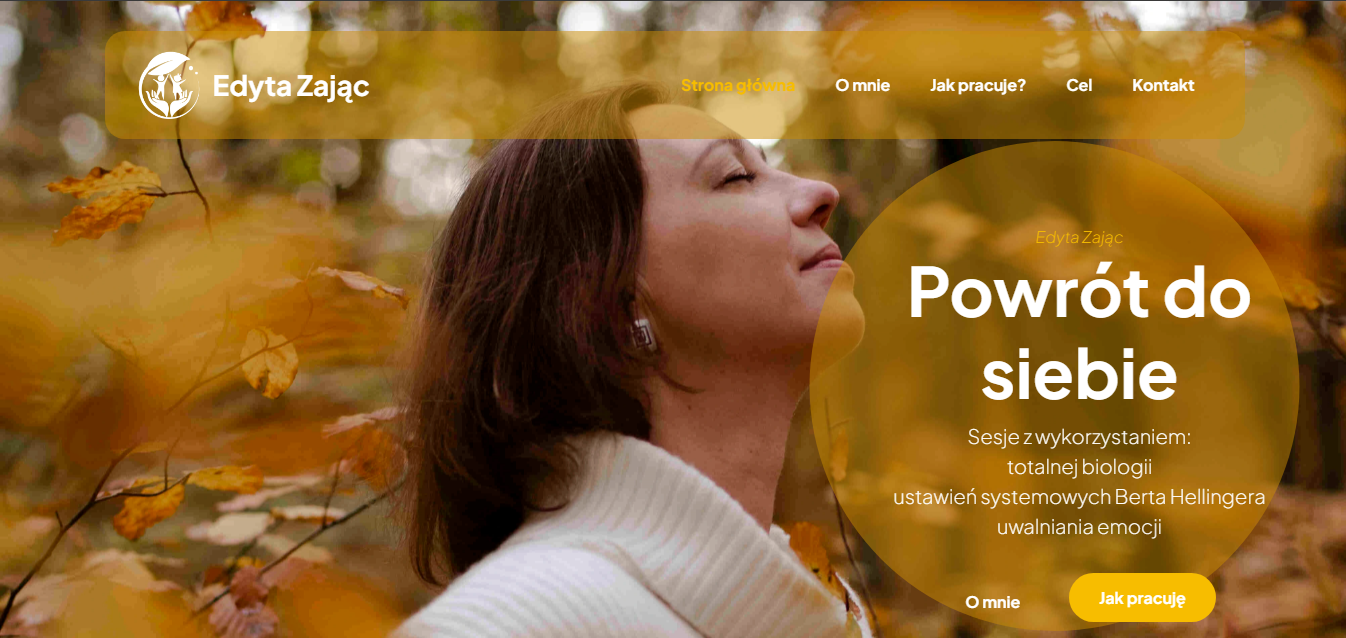 Edyta Zając
Strona główna
O mnie
Jak pracuje?
Cel
Kontakt
Edyta Zając
Powrót do
siebie
Sesje z wykorzystaniem:
totalnej biologii
ustawień systemowych Berta Hellingera
uwalniania emocji
O mnie
Jak pracuję